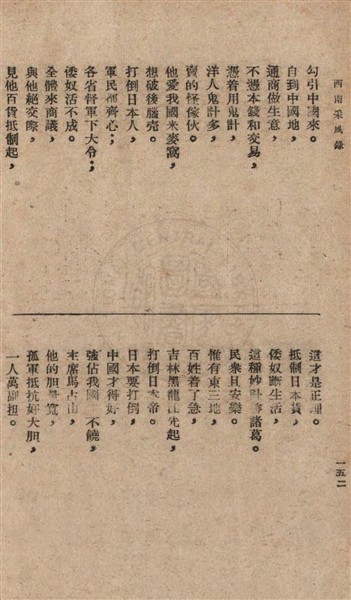 西南采風錄
一五二
勾引中國來。
自到中國地,
通商做生意,
不憑本錢和交易,
憑着用鬼計,
洋人鬼計多,
賣的怪傢伙。
他愛我國米麥窩,
想破後腦壳。
打倒日本人,
軍民都齊心;
各省督軍下大令;
倭奴活不成。
全體來商議,
與他絕交際,
見他百貨抵制起,
這才是正理。
抵制日本貨,
倭奴斷生活,
這種妙計勝諸葛。
民衆且安樂。
惟有東三地,
百姓着了急,
吉林黑龍江先起,
打倒日本帝。
日本要打倒,
中國才得好,
強佔我國不饒,
主席馬占山,
他的胆量寬,
孤軍抵抗好大胆,
一人萬副担。